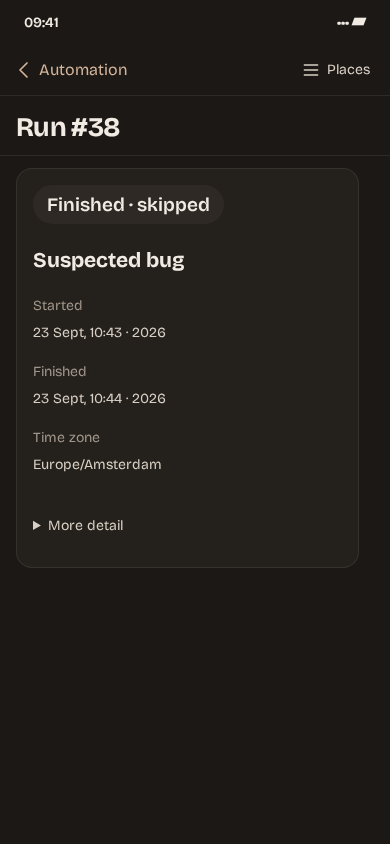 09:41
Automation
Places
Run #38
Finished · skipped
Suspected bug
Started
23 Sept, 10:43 · 2026
Finished
23 Sept, 10:44 · 2026
Time zone
Europe/Amsterdam
More detail